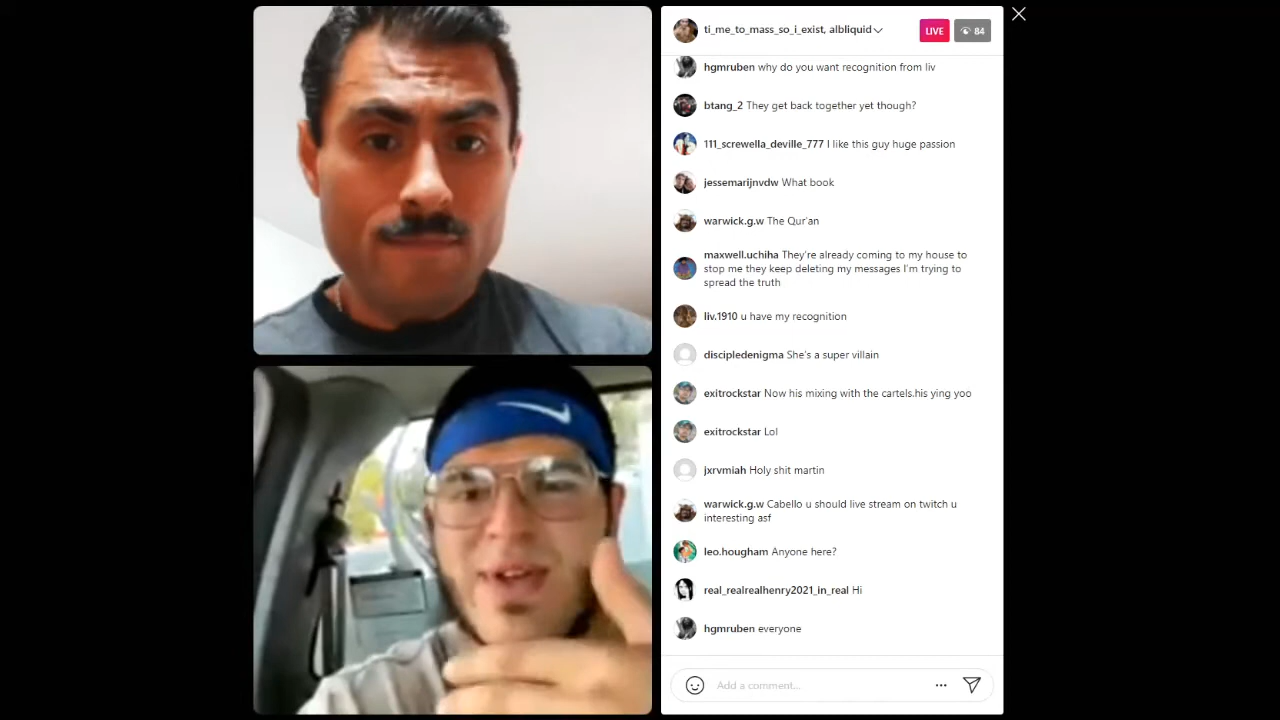 ti_me_to_mass_so_i_exist, albliquid
LIVE
84
hgmruben why do you want recognition from liv
btang_2 They get back together yet though?
111_screwella_deville_777 I like this guy huge passion
jessemarijnvdw What book
warwick.g.w The Qur'an
maxwell.uchiha They're already coming to my house to
stop me they keep deleting my messages I'm trying to
spread the truth
liv.1910 u have my recognition
discipledenigma She's a super villain
exitrockstar Now his mixing with the cartels.his ying yoo
exitrockstar Lol
jxrvmiah Holy shit martin
warwick.g.w Cabello u should live stream on twitch u
interesting asf
leo.hougham Anyone here?
real_realrealhenry2021_in_real Hi
hgmruben everyone
Add a comment...